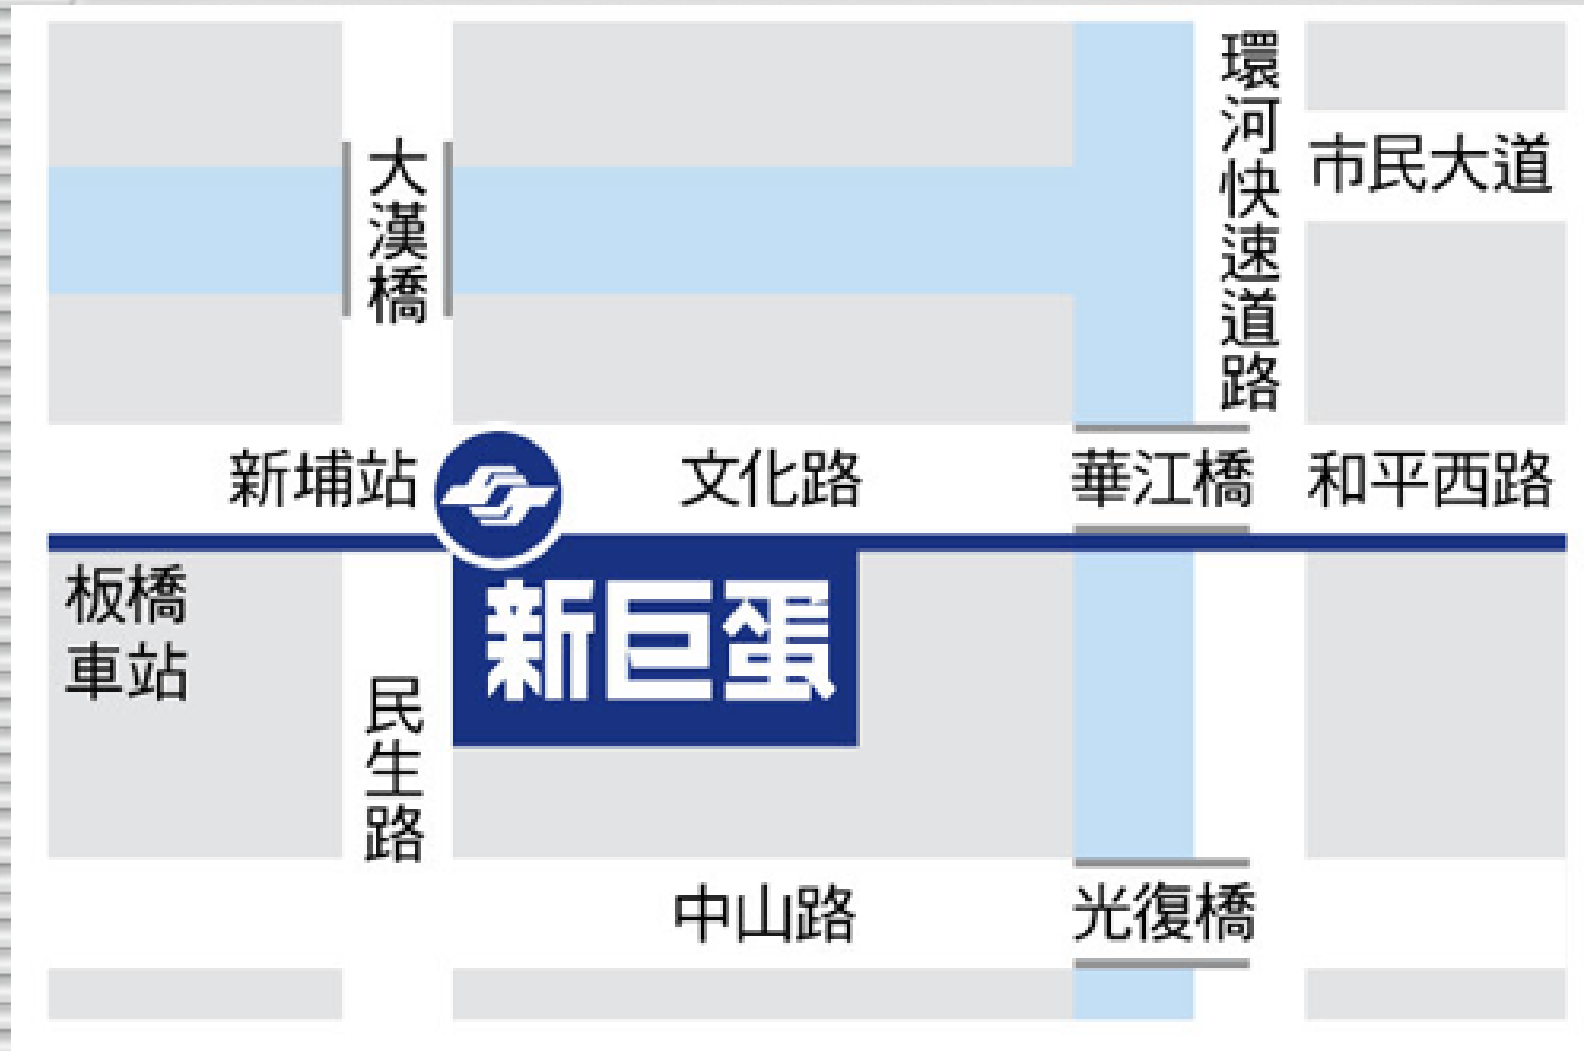 環河快速道路
市民大道
大漢橋
新埔站
文化路
華江橋
和平西路
板橋
車站
新巨蛋
民生路
中山路
光復橋